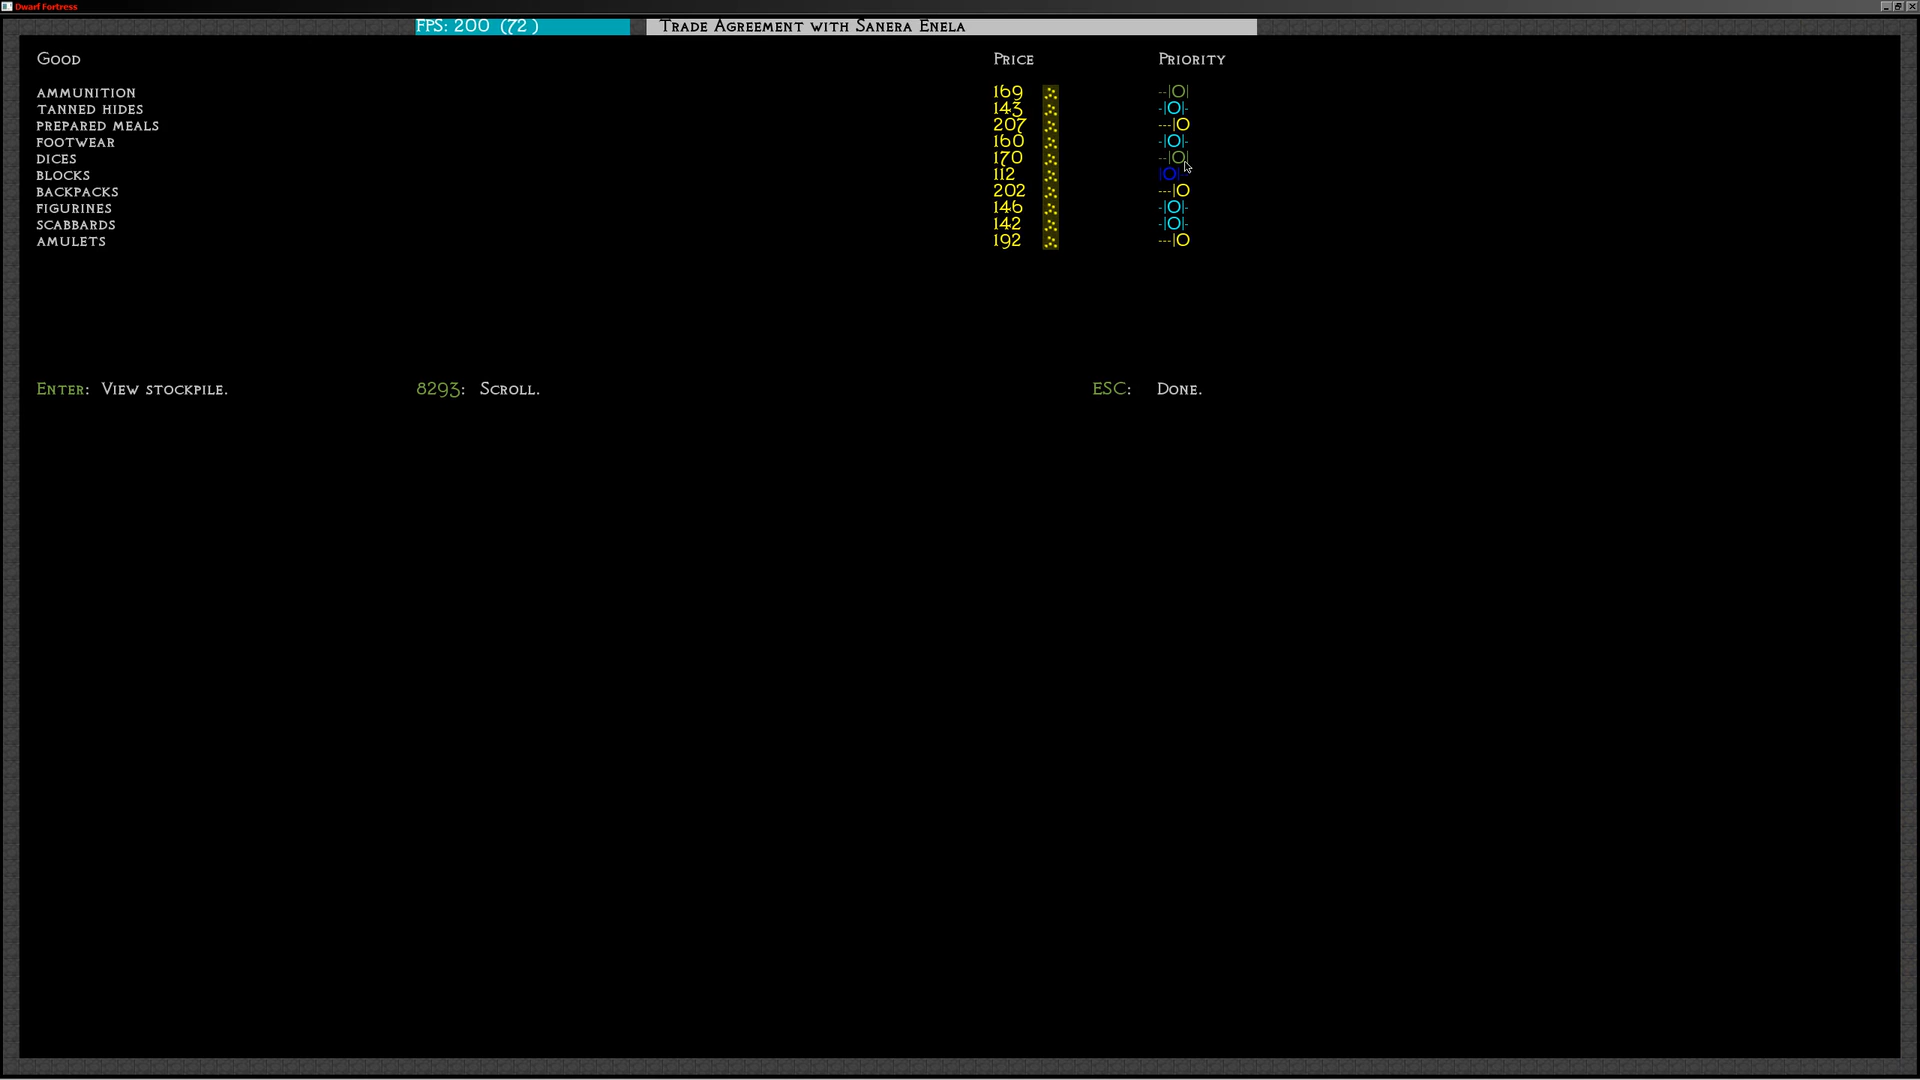 Dwarf Fortress
FPS: 200 (72 ) Trade Agreement with Sanera Enela
Good Price Priority
ammunition 169 --|O|
tanned hides 143 -|O|-
prepared meals 207 ---|O
footwear 160 -|O|-
dices 170 --|O|
blocks 112 |O|--
backpacks 202 ---|O
figurines 146 -|O|-
scabbards 142 -|O|-
amulets 192 ---|O
Enter: View stockpile. 8293: Scroll. ESC: Done.